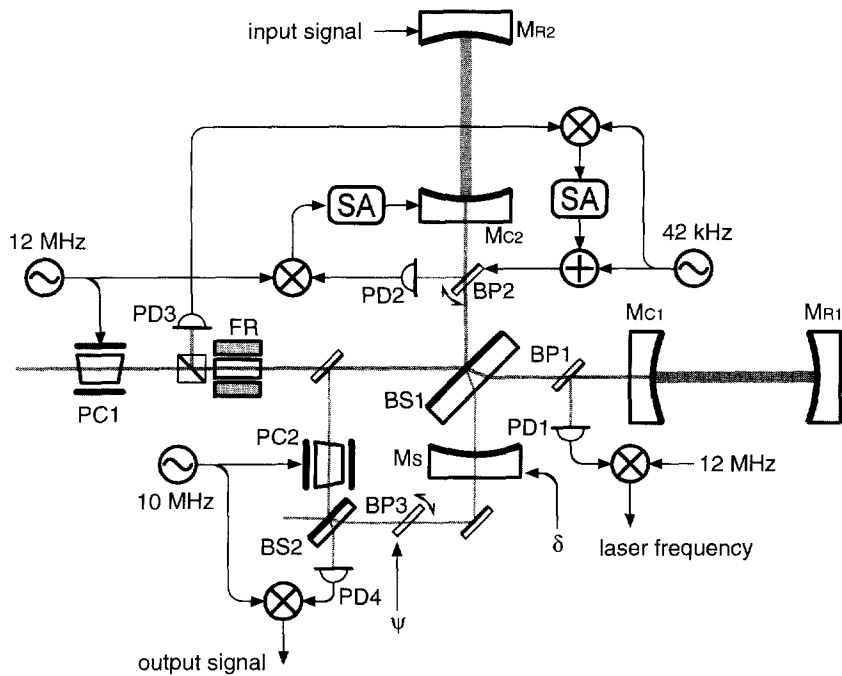 input signal
MR2
SA
SA
12 MHz
MC2
42 kHz
PD2
BP2
PD3
FR
MC1
MR1
BP1
PC1
BS1
PD1
PC2
MS
12 MHz
10 MHz
BP3
BS2
δ
laser frequency
PD4
ψ
output signal